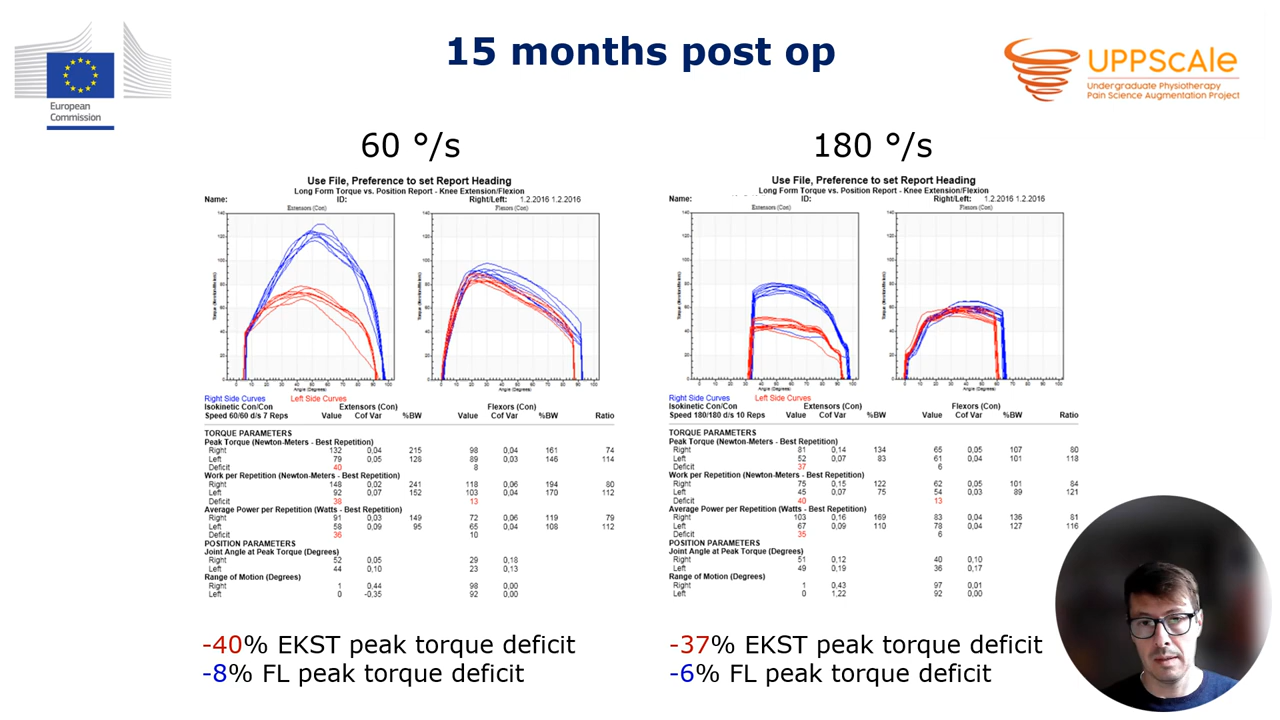 15 months post op
European
Commission
UPPScale
Undergraduate Physiotherapy
Pain Science Augmentation Project
60 °/s
Use File, Preference to set Report Heading
Long Form Torque vs. Position Report - Knee Extension/Flexion
Name: ID: Right/Left: 1.2.2016 1.2.2016
Extensors (Con) Flexors (Con)
Angle (Degrees) Angle (Degrees)
Right Side Curves Left Side Curves
Isokinetic Con/Con Extensors (Con) Flexors (Con)
Speed 60/60 d/s 7 Reps Value Cof Var %BW Value Cof Var %BW Ratio
TORQUE PARAMETERS
Peak Torque (Newton-Meters - Best Repetition)
Right 132 0,04 215 98 0,04 161 74
Left 79 0,05 128 89 0,03 146 114
Deficit 40 8
Work per Repetition (Newton-Meters - Best Repetition)
Right 148 0,02 241 118 0,06 194 80
Left 92 0,07 152 103 0,04 170 112
Deficit 38 13
Average Power per Repetition (Watts - Best Repetition)
Right 91 0,03 149 72 0,06 119 79
Left 58 0,09 95 65 0,04 108 112
Deficit 36 10
POSITION PARAMETERS
Joint Angle at Peak Torque (Degrees)
Right 52 0,05 29 0,18
Left 44 0,10 23 0,13
Range of Motion (Degrees)
Right 1 0,44 98 0,00
Left 0 -0,35 92 0,00
-40% EKST peak torque deficit
-8% FL peak torque deficit
180 °/s
Use File, Preference to set Report Heading
Long Form Torque vs. Position Report - Knee Extension/Flexion
Name: ID: Right/Left: 1.2.2016 1.2.2016
Extensors (Con) Flexors (Con)
Angle (Degrees) Angle (Degrees)
Right Side Curves Left Side Curves
Isokinetic Con/Con Extensors (Con) Flexors (Con)
Speed 180/180 d/s 10 Reps Value Cof Var %BW Value Cof Var %BW Ratio
TORQUE PARAMETERS
Peak Torque (Newton-Meters - Best Repetition)
Right 81 0,14 134 65 0,05 107 80
Left 52 0,07 83 61 0,04 101 118
Deficit 37 6
Work per Repetition (Newton-Meters - Best Repetition)
Right 75 0,15 122 62 0,05 101 84
Left 45 0,07 75 54 0,03 89 121
Deficit 40 13
Average Power per Repetition (Watts - Best Repetition)
Right 103 0,16 169 83 0,04 136 81
Left 67 0,09 110 78 0,04 127 116
Deficit 35 6
POSITION PARAMETERS
Joint Angle at Peak Torque (Degrees)
Right 51 0,12 40 0,10
Left 49 0,19 36 0,17
Range of Motion (Degrees)
Right 1 0,43 97 0,01
Left 0 1,22 92 0,00
-37% EKST peak torque deficit
-6% FL peak torque deficit